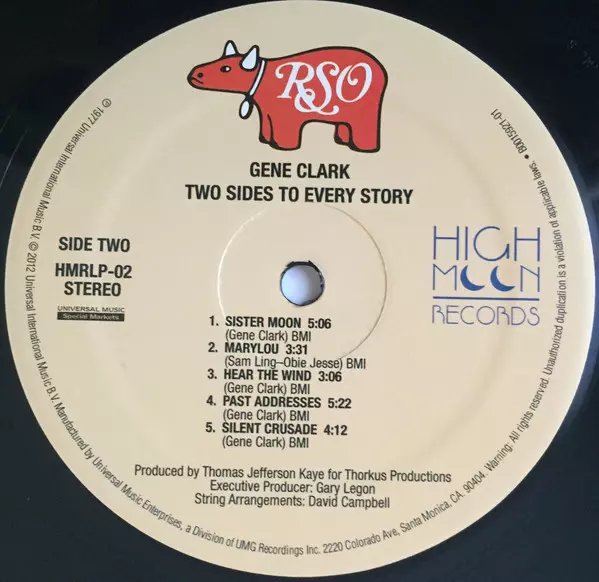 RSO
GENE CLARK
TWO SIDES TO EVERY STORY
SIDE TWO
HMRLP-02
STEREO
UNIVERSAL MUSIC
Special Markets
HIGH
MOON
RECORDS
1. SISTER MOON 5:06
(Gene Clark) BMI
2. MARYLOU 3:31
(Sam Ling–Obie Jesse) BMI
3. HEAR THE WIND 3:06
(Gene Clark) BMI
4. PAST ADDRESSES 5:22
(Gene Clark) BMI
5. SILENT CRUSADE 4:12
(Gene Clark) BMI
Produced by Thomas Jefferson Kaye for Thorkus Productions
Executive Producer: Gary Legon
String Arrangements: David Campbell
℗ 1977 Universal International Music B.V. © 2012 Universal International Music B.V. Manufactured by Universal Music Enterprises, a Division of UMG Recordings Inc. 2220 Colorado Ave, Santa Monica, CA. 90404. Warning: All rights reserved. Unauthorized duplication is a violation of applicable laws. • B0015921-01